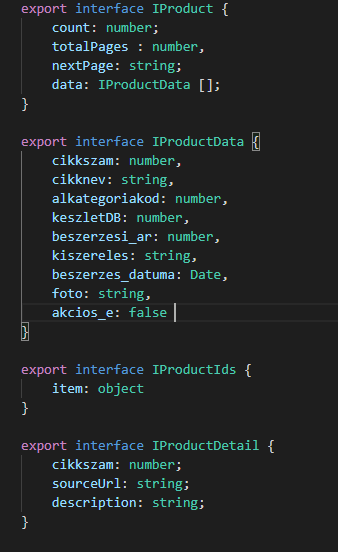 export interface IProduct {
    count: number;
    totalPages : number,
    nextPage: string;
    data: IProductData [];
}

export interface IProductData {
    cikkszam: number,
    cikknev: string,
    alkategoriakod: number,
    keszletDB: number,
    beszerzesi_ar: number,
    kiszereles: string,
    beszerzes_datuma: Date,
    foto: string,
    akcios_e: false
}

export interface IProductIds {
    item: object
}

export interface IProductDetail {
    cikkszam: number;
    sourceUrl: string;
    description: string;
}